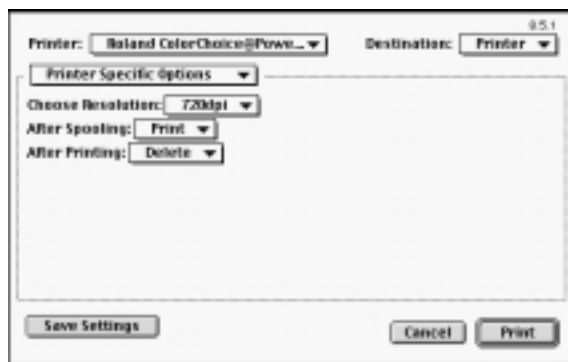 8.5.1
Printer: Roland ColorChoice@Powe... Destination: Printer
Printer Specific Options
Choose Resolution: 720dpi
After Spooling: Print
After Printing: Delete
Save Settings Cancel Print